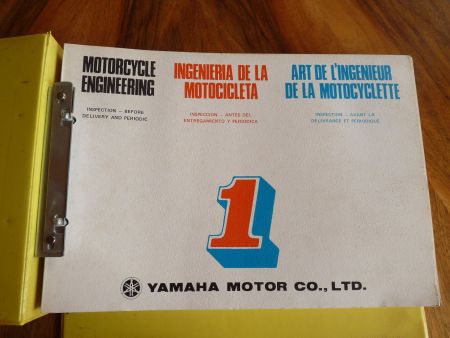 MOTORCYCLE
ENGINEERING
INSPECTION – BEFORE
DELIVERY AND PERIODIC
INGENIERIA DE LA
MOTOCICLETA
INSPECCION – ANTES DEL
ENTREGAMIENTO Y PERIODICA
ART DE L'INGENIEUR
DE LA MOTOCYCLETTE
INSPECTION – AVANT LA
DELIVRANCE ET PERIODIQUE
1
YAMAHA MOTOR CO., LTD.